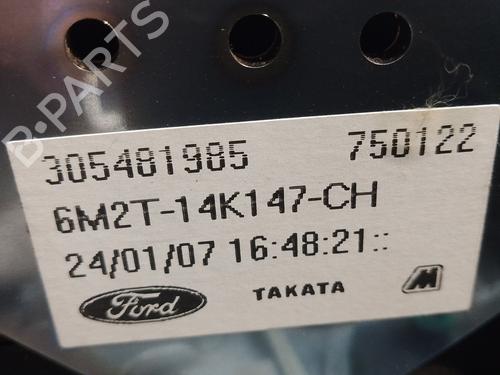 B-PARTS
305481985 750122
6M2T-14K147-CH
24/01/07 16:48:21::
Ford TAKATA M